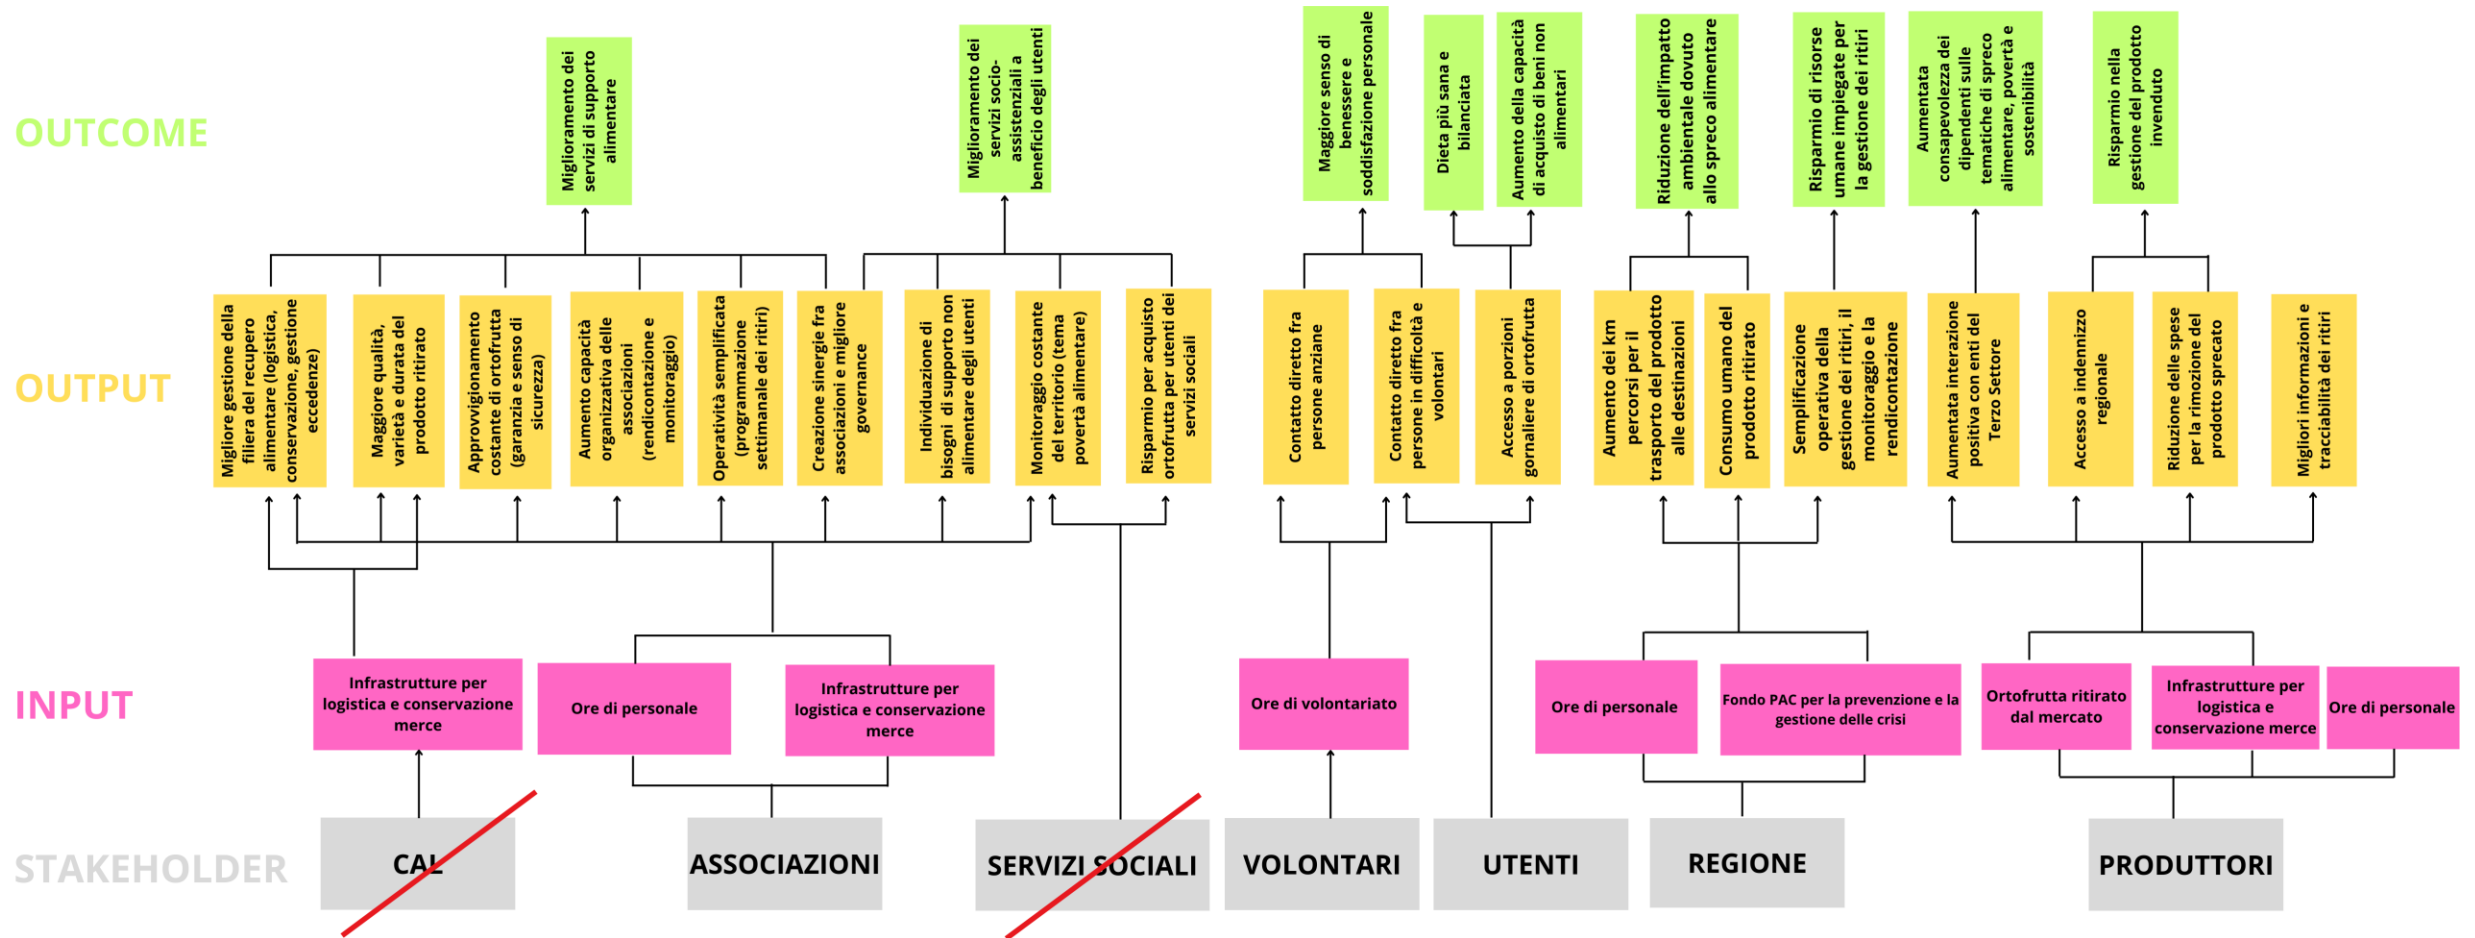 OUTCOME
Miglioramento dei
servizi di supporto
alimentare
Miglioramento dei
servizi socio-
assistenziali a
beneficio degli utenti
Maggiore senso di
benessere e
soddisfazione personale
Dieta più sana e
bilanciata
Aumento della capacità
di acquisto di beni non
alimentari
Riduzione dell'impatto
ambientale dovuto
allo spreco alimentare
Risparmio di risorse
umane impiegate per
la gestione dei ritiri
Aumentata
consapevolezza dei
dipendenti sulle
tematiche di spreco
alimentare, povertà e
sostenibilità
Risparmio nella
gestione del prodotto
invenduto
OUTPUT
Migliore gestione della
filiera del recupero
alimentare (logistica,
conservazione, gestione
eccedenze)
Maggiore qualità,
varietà e durata del
prodotto ritirato
Approvvigionamento
costante di ortofrutta
(garanzia e senso di
sicurezza)
Aumento capacità
organizzativa delle
associazioni
(rendicontazione e
monitoraggio)
Operatività semplificata
(programmazione
settimanale dei ritiri)
Creazione sinergie fra
associazioni e migliore
governance
Individuazione di
bisogni di supporto non
alimentare degli utenti
Monitoraggio costante
del territorio (tema
povertà alimentare)
Risparmio per acquisto
ortofrutta per utenti dei
servizi sociali
Contatto diretto fra
persone anziane
Contatto diretto fra
persone in difficoltà e
volontari
Accesso a porzioni
gornaliere di ortofrutta
Aumento dei km
percorsi per il
trasporto del prodotto
alle destinazioni
Consumo umano del
prodotto ritirato
Semplificazione
operativa della
gestione dei ritiri, il
monitoraggio e la
rendicontazione
Aumentata interazione
positiva con enti del
Terzo Settore
Accesso a indennizzo
regionale
Riduzione delle spese
per la rimozione del
prodotto sprecato
Migliori informazioni e
tracciabilità dei ritiri
INPUT
Infrastrutture per
logistica e conservazione
merce
Ore di personale
Infrastrutture per
logistica e conservazione
merce
Ore di volontariato
Ore di personale
Fondo PAC per la prevenzione e la
gestione delle crisi
Ortofrutta ritirato
dal mercato
Infrastrutture per
logistica e
conservazione merce
Ore di personale
STAKEHOLDER
CAL
ASSOCIAZIONI
SERVIZI SOCIALI
VOLONTARI
UTENTI
REGIONE
PRODUTTORI